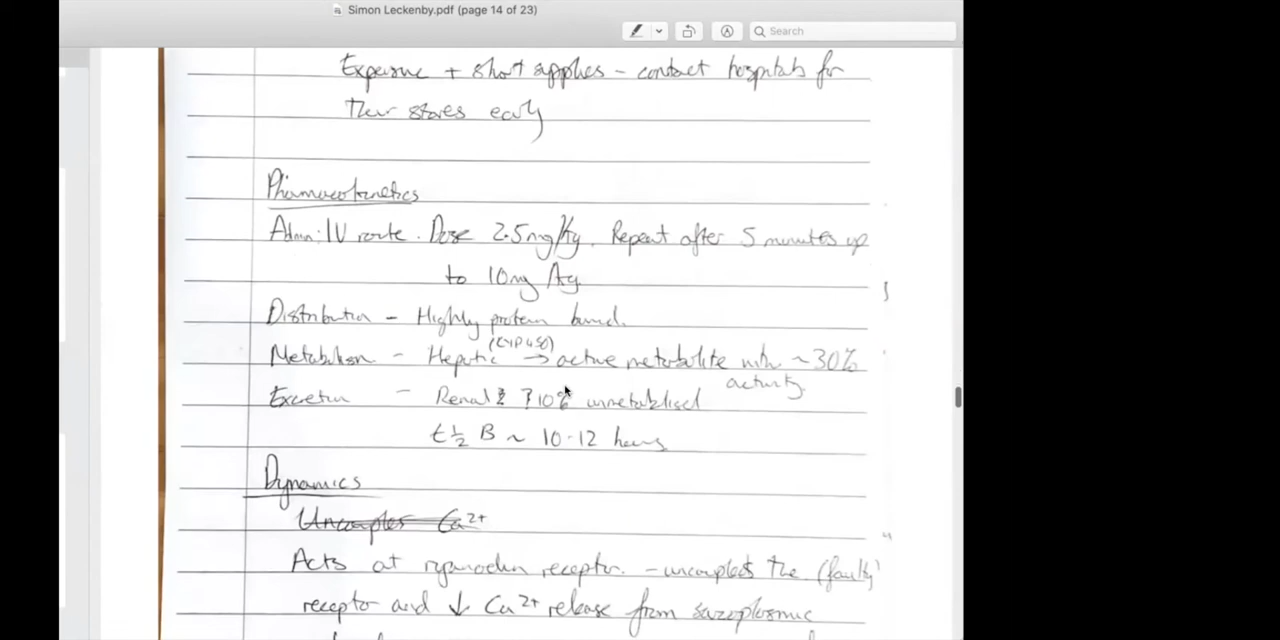 Simon Leckenby.pdf (page 14 of 23)
Search
Expensive + short supplies - contact hospitals for
their stores early
Pharmacokinetics
Admin: IV route. Dose 2.5mg/kg. Repeat after 5 minutes up
to 10mg/kg
Distribution - Highly protein bound.
(CYP450)
Metabolism - Hepatic → active metabolite with ~30%
activity.
Excretion - Renal ?10% unmetabolised
t½ B ~ 10-12 hours
Dynamics
Uncouples Ca²⁺
Acts at ryanodin receptor. - uncouples the (faulty)
receptor and ↓ Ca²⁺ release from sarcoplasmic